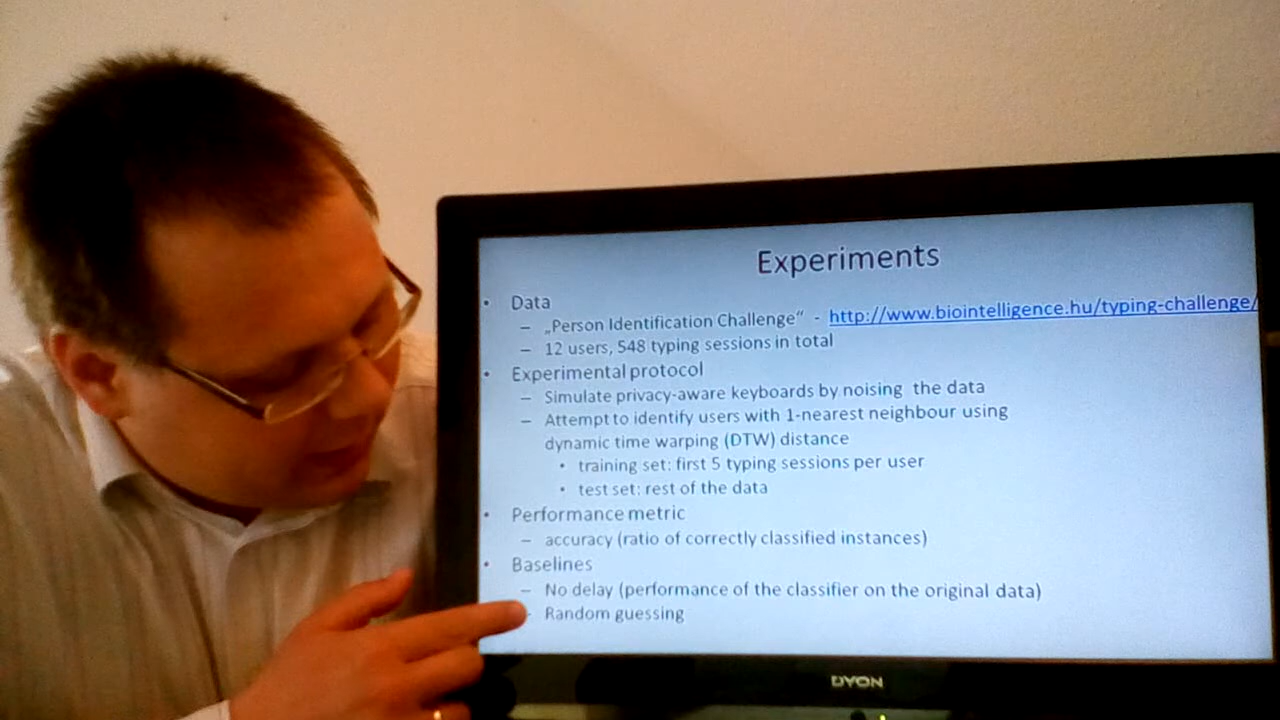 Experiments
• Data
– „Person Identification Challenge“ - http://www.biointelligence.hu/typing-challenge/
– 12 users, 548 typing sessions in total
• Experimental protocol
– Simulate privacy-aware keyboards by noising the data
– Attempt to identify users with 1-nearest neighbour using
dynamic time warping (DTW) distance
• training set: first 5 typing sessions per user
• test set: rest of the data
• Performance metric
– accuracy (ratio of correctly classified instances)
• Baselines
– No delay (performance of the classifier on the original data)
– Random guessing
DYON